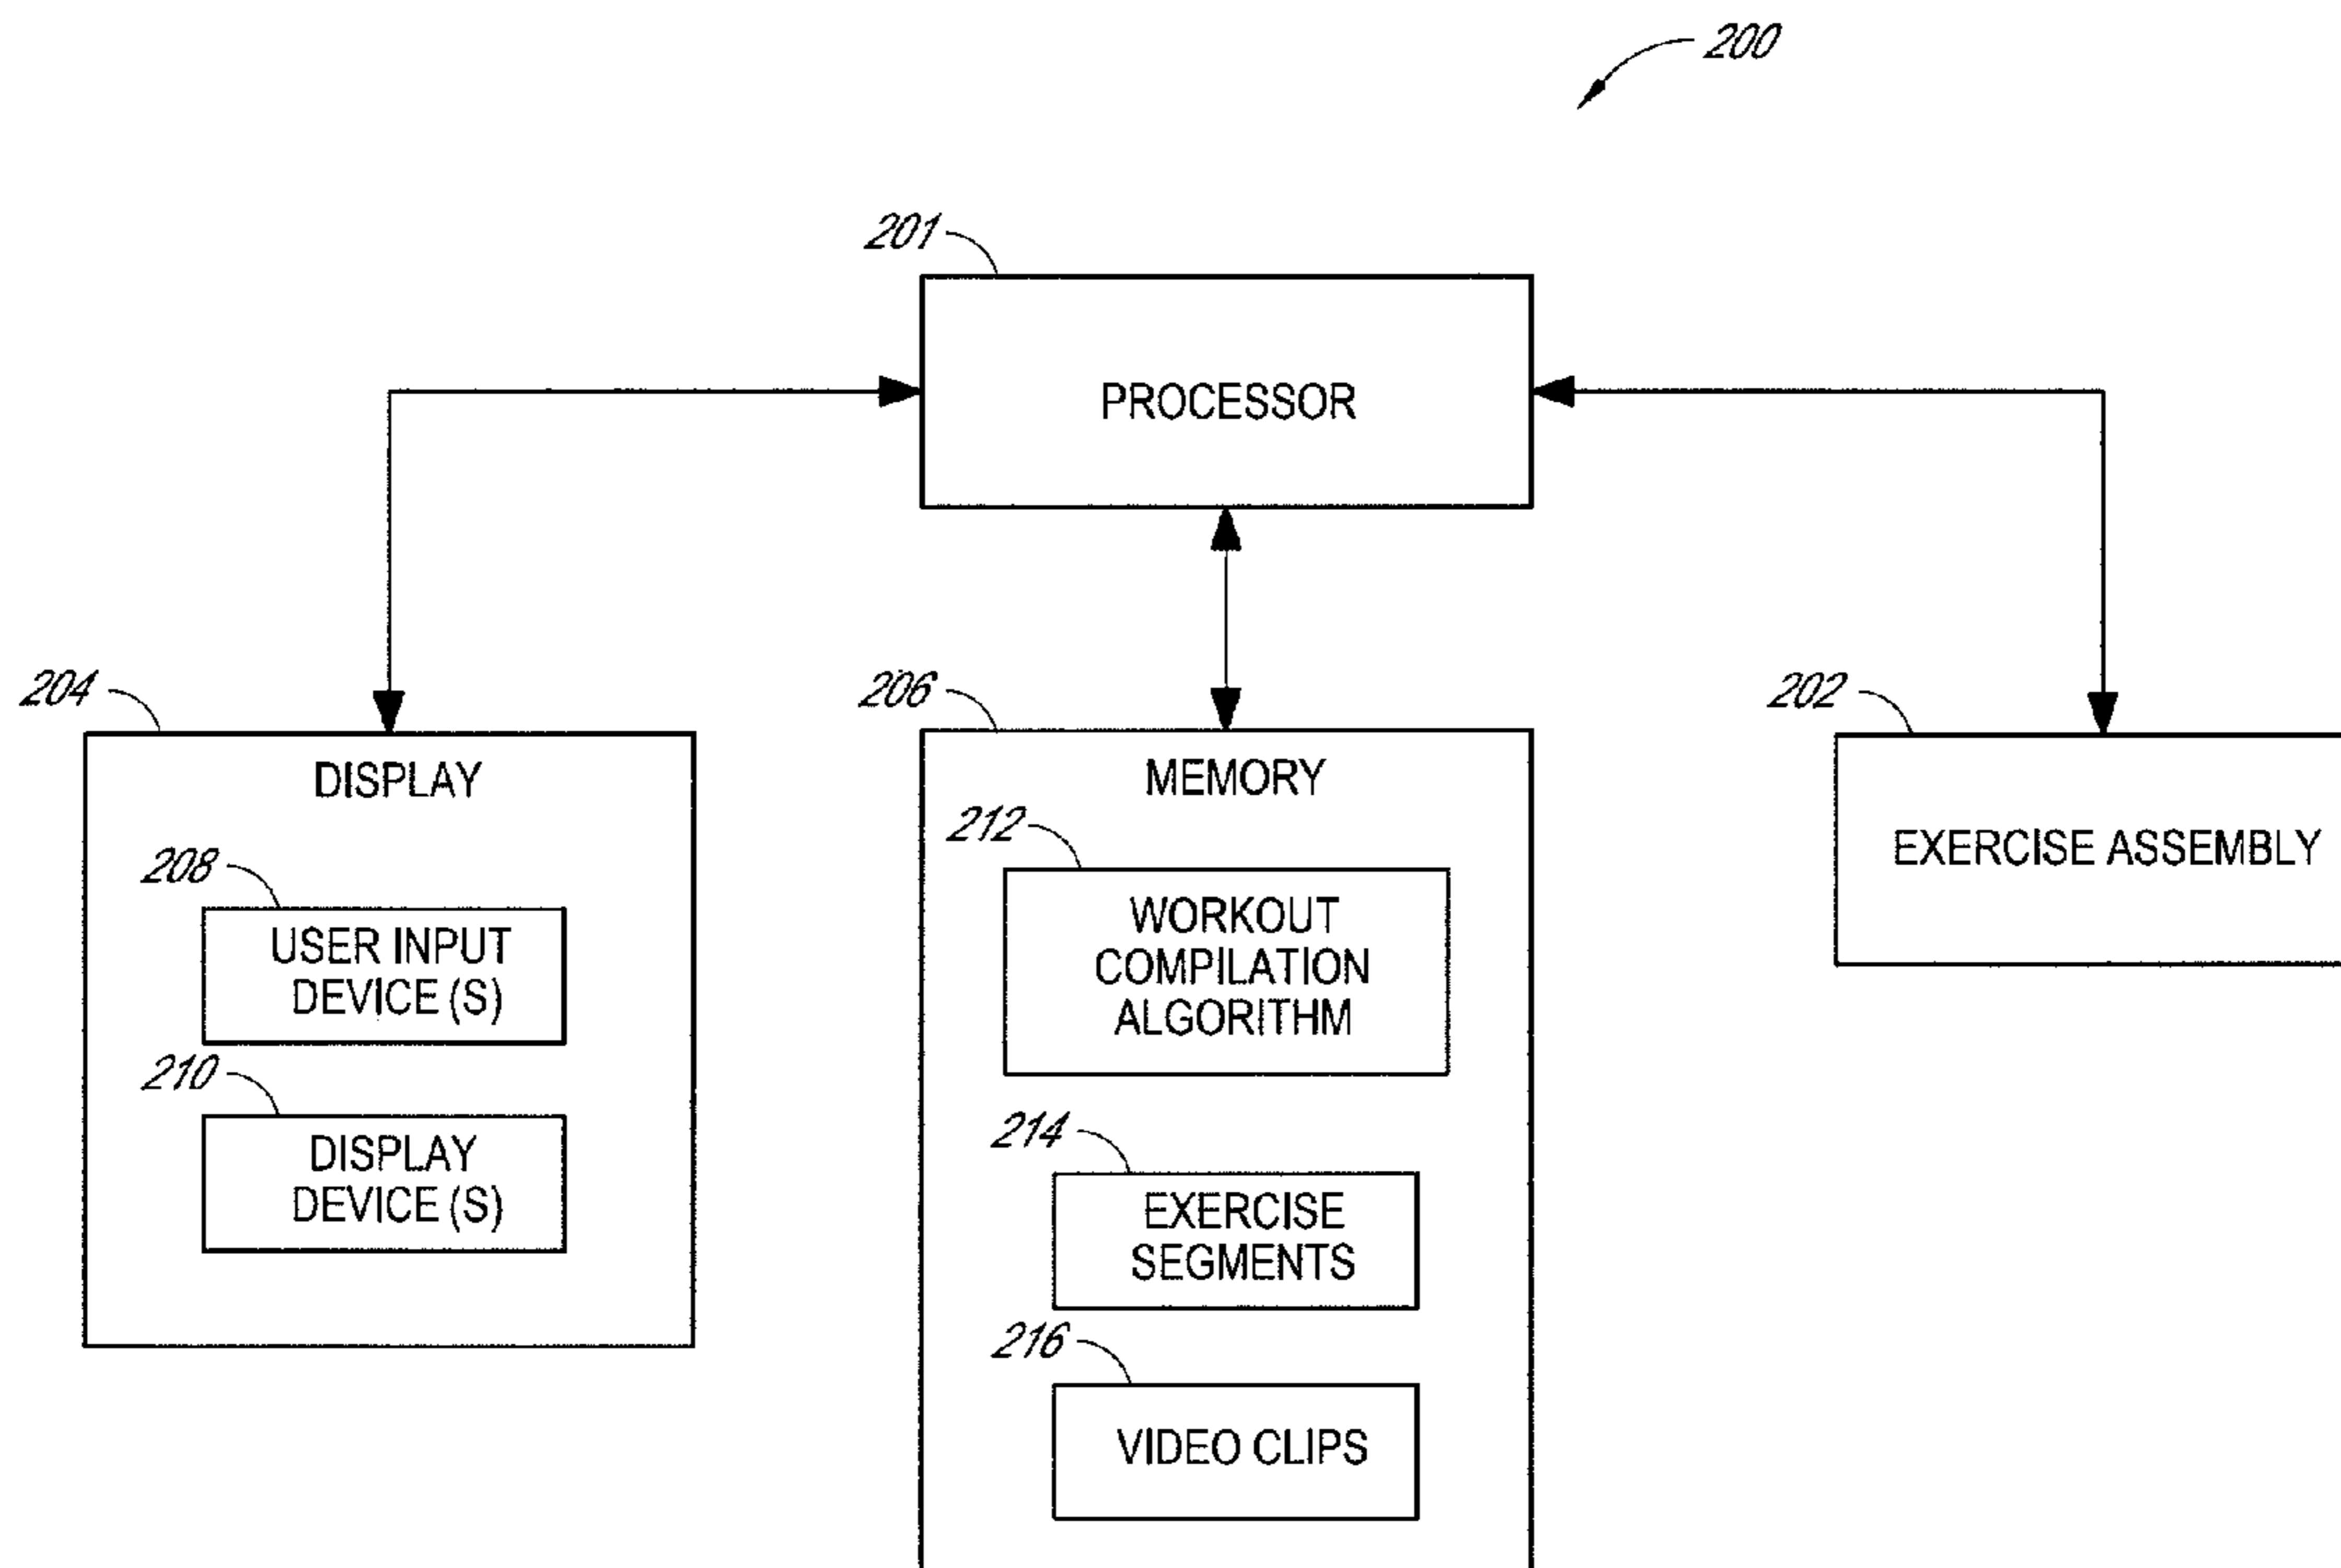 200
201
PROCESSOR
204
DISPLAY
208
USER INPUT
DEVICE (S)
210
DISPLAY
DEVICE (S)
206
MEMORY
212
WORKOUT
COMPILATION
ALGORITHM
214
EXERCISE
SEGMENTS
216
VIDEO CLIPS
202
EXERCISE ASSEMBLY